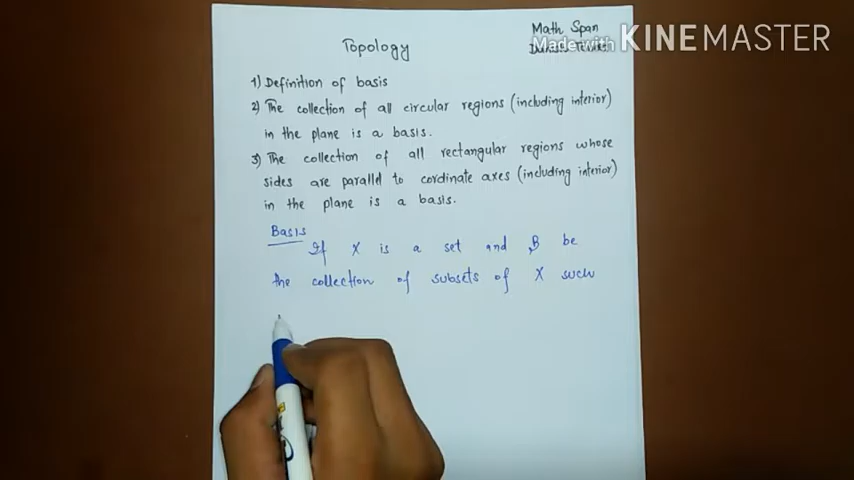 Math Span
Topology
Made with KINEMASTER
1) Definition of basis
2) The collection of all circular regions (including interior)
in the plane is a basis.
3) The collection of all rectangular regions whose
sides are paralld to cordinate axes (including interior)
in the plane is a basis.
Basis
If X is a set and B be
the collection of subsets of X such